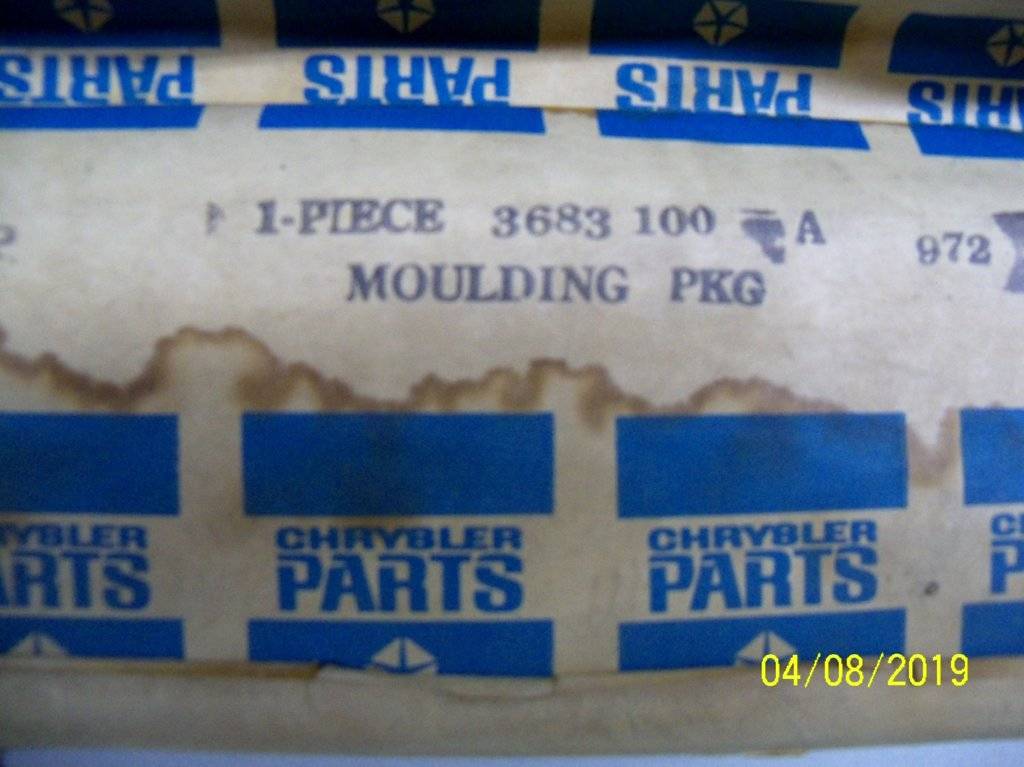 PARTS PARTS PARTS PARTS
1-PIECE 3683 100 A 972
MOULDING PKG
CHRYSLER CHRYSLER CHRYSLER
PARTS PARTS PARTS
04/08/2019